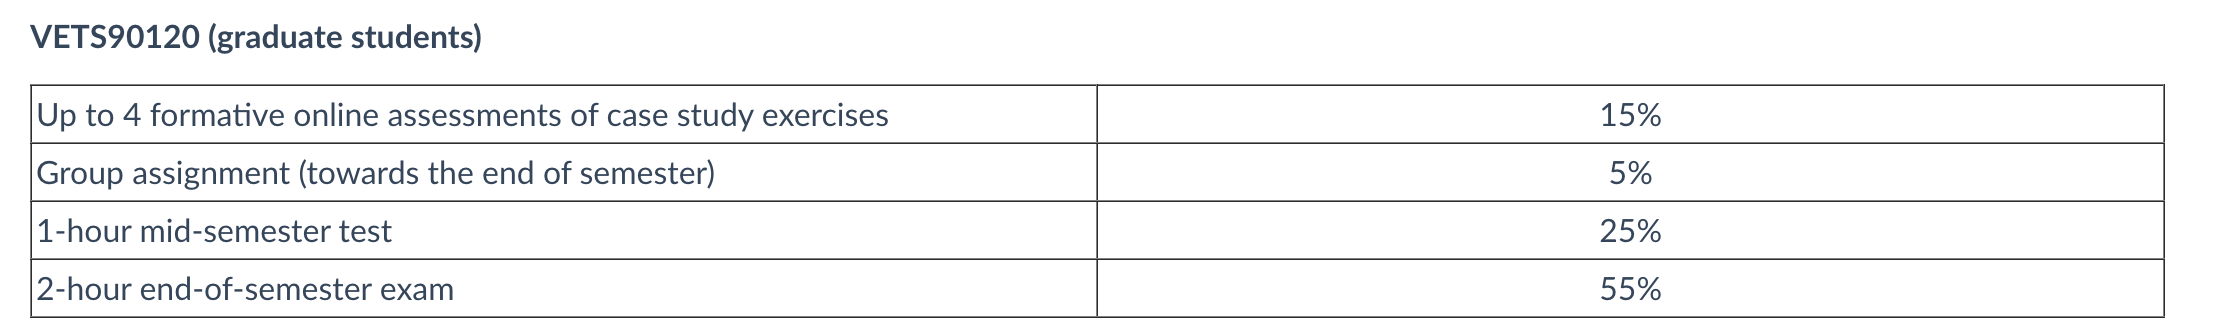 VETS90120 (graduate students)
Up to 4 formative online assessments of case study exercises 15%
Group assignment (towards the end of semester) 5%
1-hour mid-semester test 25%
2-hour end-of-semester exam 55%